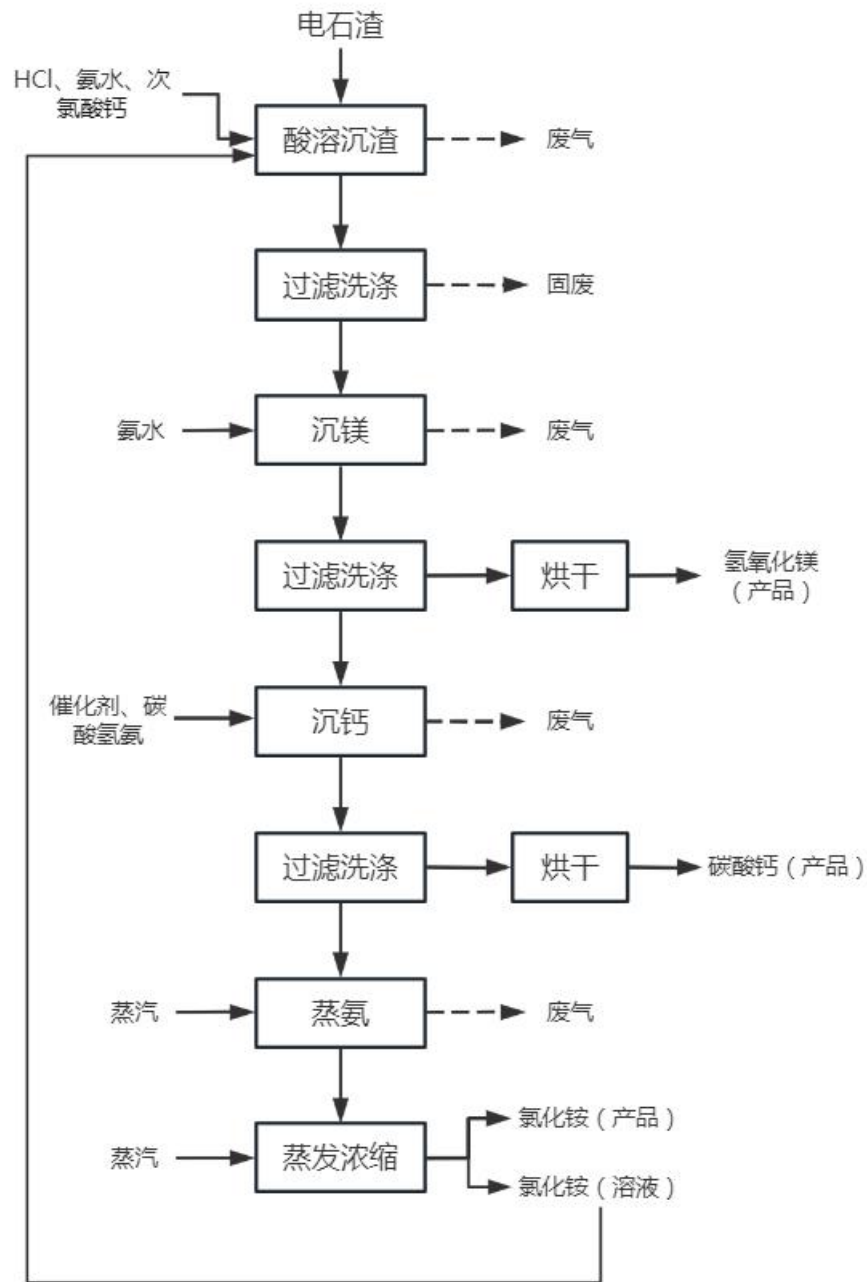 电石渣
HCl、氨水、次
氯酸钙
酸溶沉渣
废气
过滤洗涤
固废
氨水
沉镁
废气
过滤洗涤
烘干
氢氧化镁
（产品）
催化剂、碳
酸氢氨
沉钙
废气
过滤洗涤
烘干
碳酸钙（产品）
蒸汽
蒸氨
废气
蒸汽
蒸发浓缩
氯化铵（产品）
氯化铵（溶液）